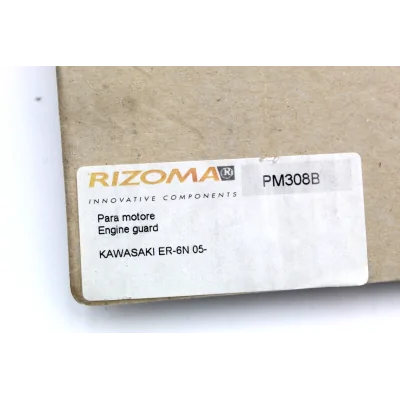 RIZOMA R PM308B
INNOVATIVE COMPONENTS
Para motore
Engine guard
KAWASAKI ER-6N 05-